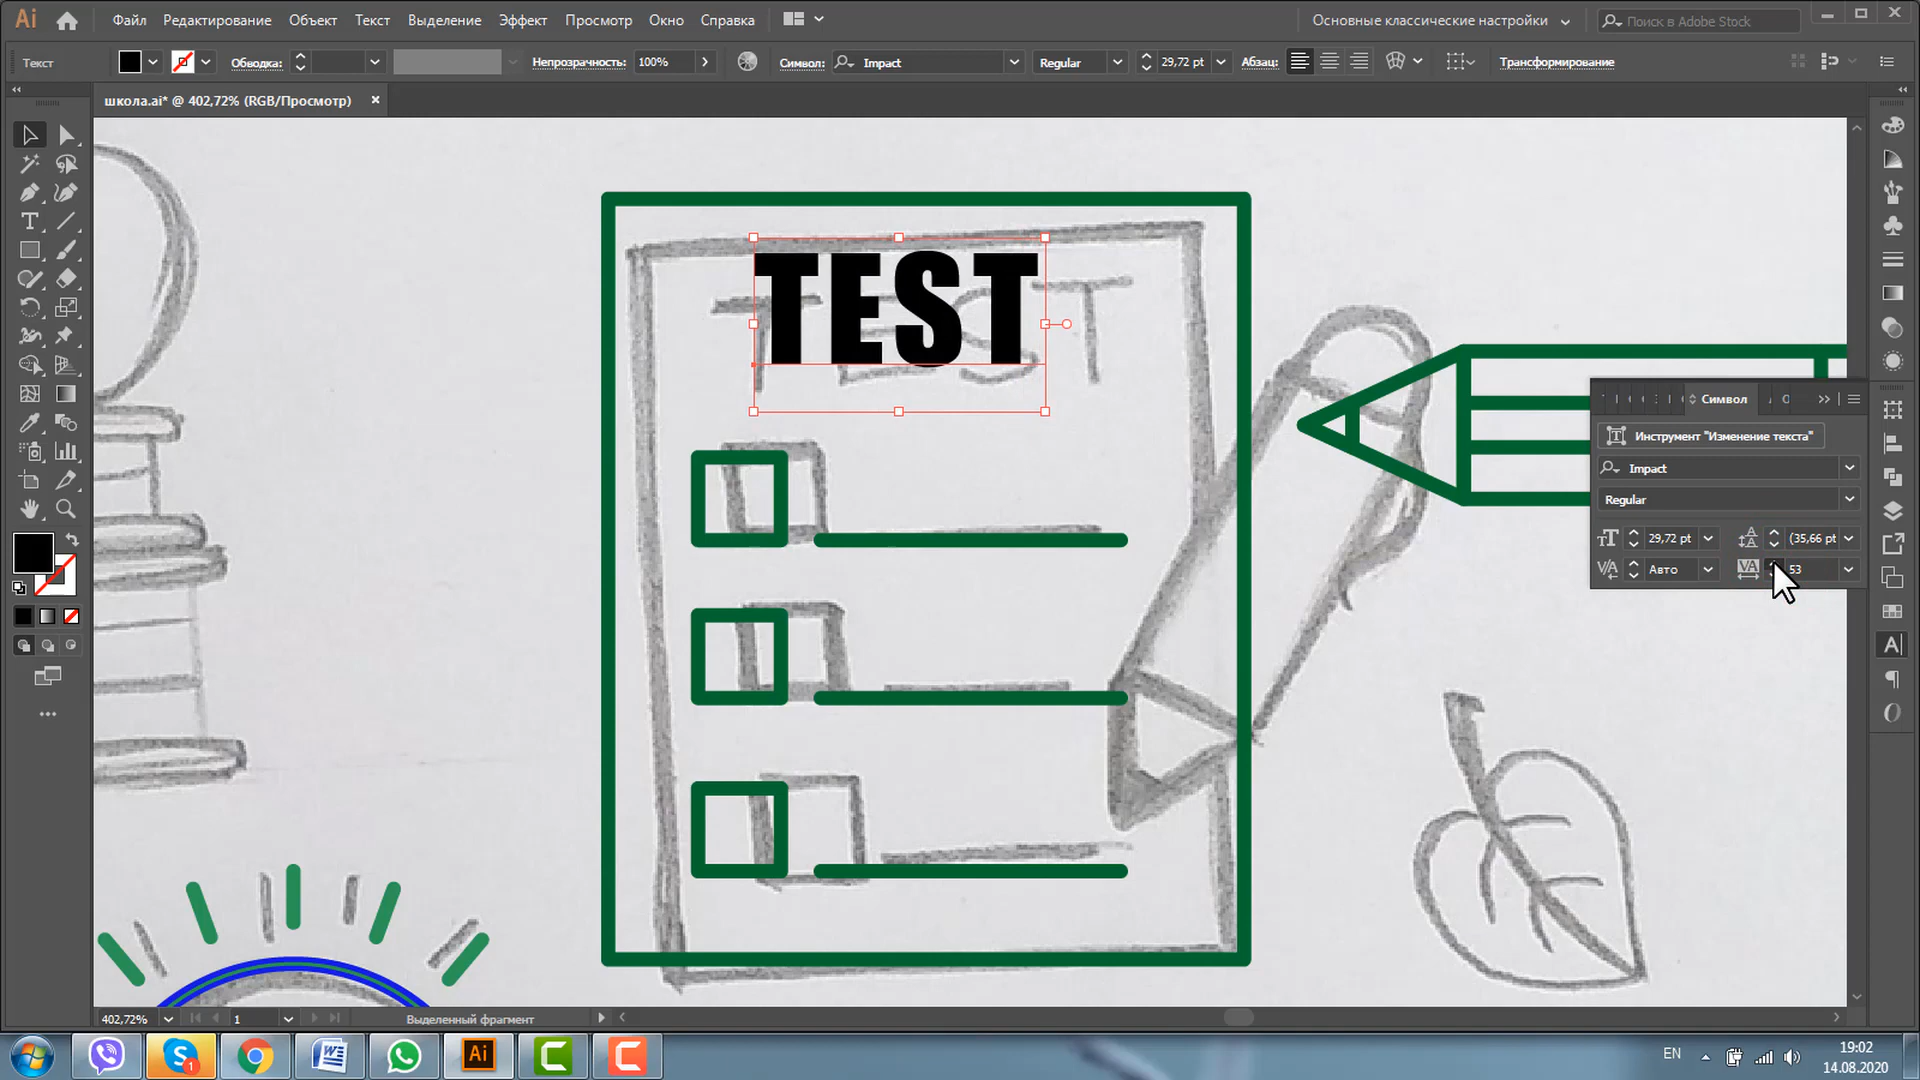 Ai Файл Редактирование Объект Текст Выделение Эффект Просмотр Окно Справка Основные классические настройки Поиск в Adobe Stock
Текст Обводка: Непрозрачность: 100% Символ: Impact Regular 29,72 pt Абзац: Трансформирование
школа.ai* @ 402,72% (RGB/Просмотр) ×
TEST
TEST
Символ
Инструмент "Изменение текста"
Impact
Regular
29,72 pt (35,66 pt
Авто 53
402,72% 1 Выделенный фрагмент
Ai EN 19:02
14.08.2020